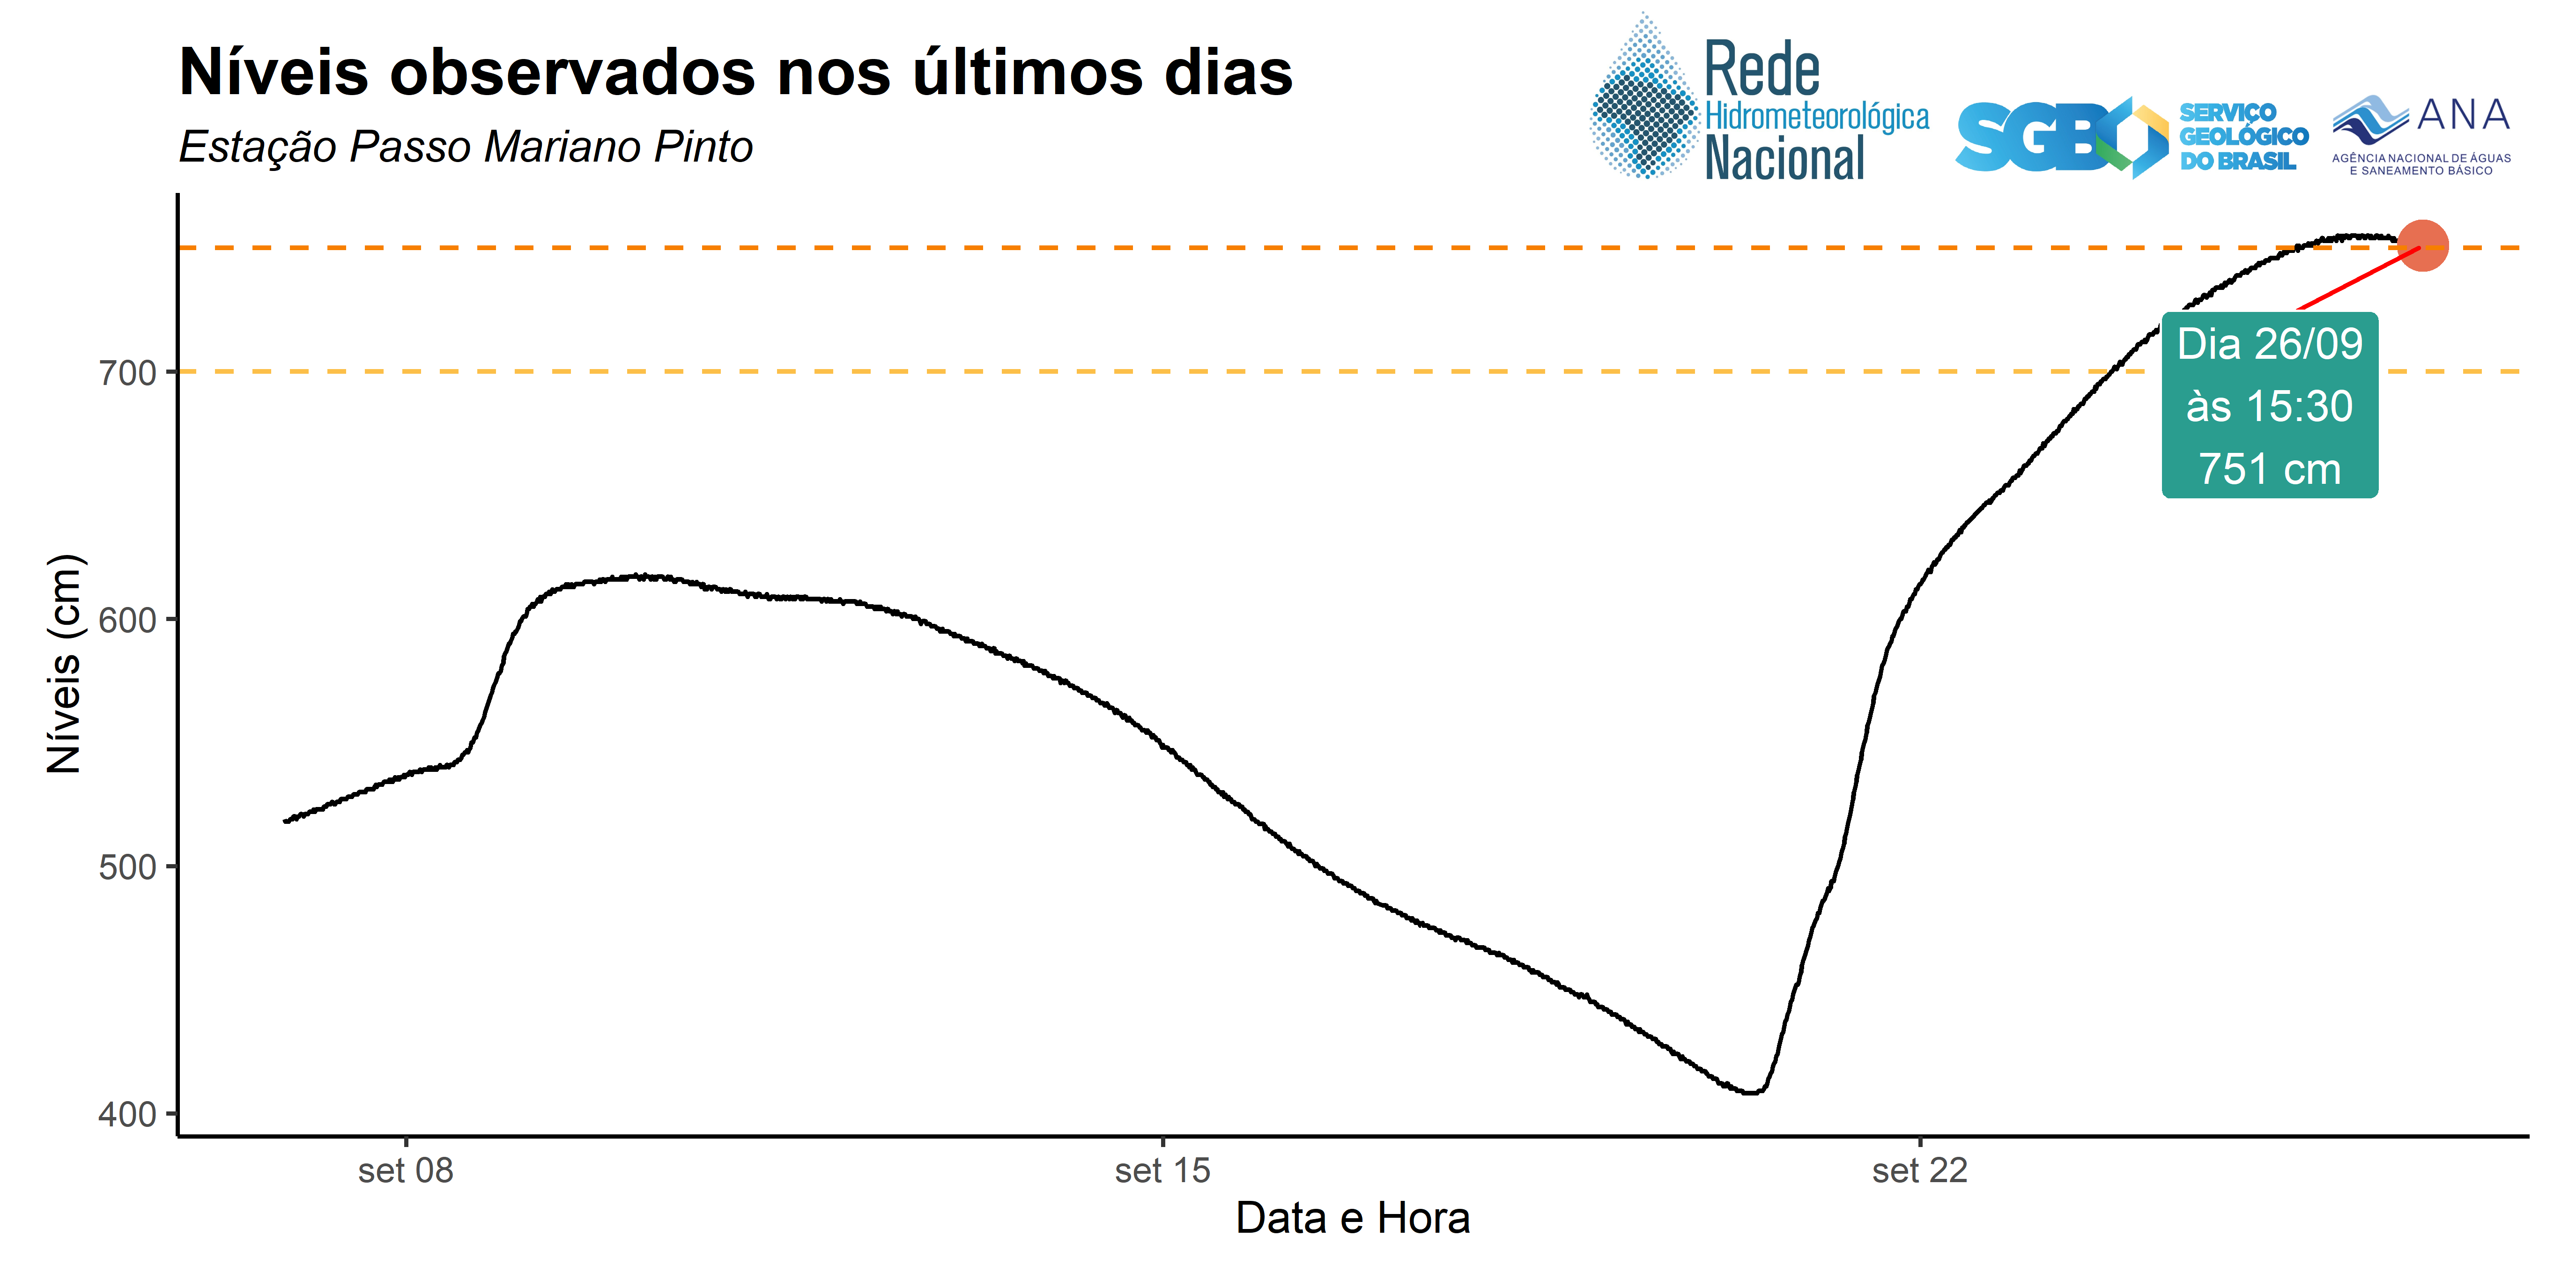 Níveis observados nos últimos dias
Estação Passo Mariano Pinto
Rede
Hidrometeorológica
Nacional
SGB
SERVIÇO
GEOLÓGICO
DO BRASIL
ANA
AGÊNCIA NACIONAL DE ÁGUAS
E SANEAMENTO BÁSICO
Níveis (cm)
700
600
500
400
Dia 26/09
às 15:30
751 cm
set 08
set 15
set 22
Data e Hora